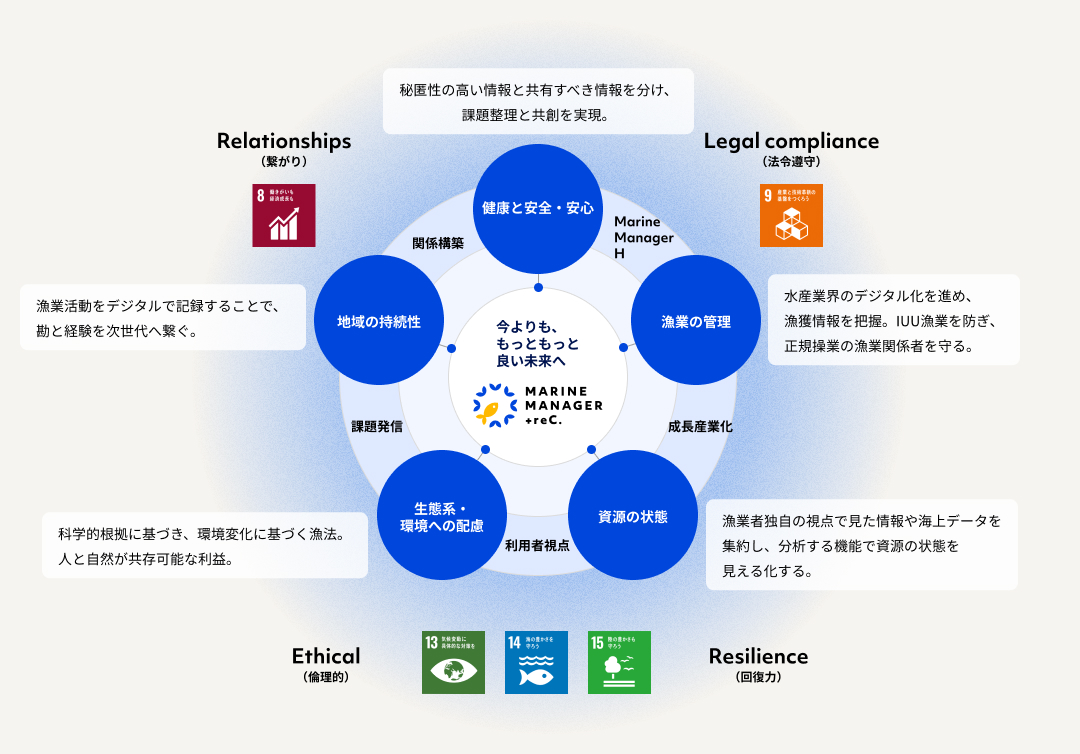 秘匿性の高い情報と共有すべき情報を分け、
課題整理と共創を実現。
Relationships
（繋がり）
Legal compliance
（法令遵守）
8 働きがいも
経済成長も
9 産業と技術革新の
基盤をつくろう
健康と安全・安心
関係構築
Marine
Manager
H
漁業活動をデジタルで記録することで、
勘と経験を次世代へ繋ぐ。
地域の持続性
漁業の管理
水産業界のデジタル化を進め、
漁獲情報を把握。IUU漁業を防ぎ、
正規操業の漁業関係者を守る。
今よりも、
もっともっと
良い未来へ
MARINE
MANAGER
+reC.
課題発信
成長産業化
生態系・
環境への配慮
資源の状態
利用者視点
科学的根拠に基づき、環境変化に基づく漁法。
人と自然が共存可能な利益。
漁業者独自の視点で見た情報や海上データを
集約し、分析する機能で資源の状態を
見える化する。
Ethical
（倫理的）
13 気候変動に
具体的な対策を
14 海の豊かさを
守ろう
15 陸の豊かさも
守ろう
Resilience
（回復力）